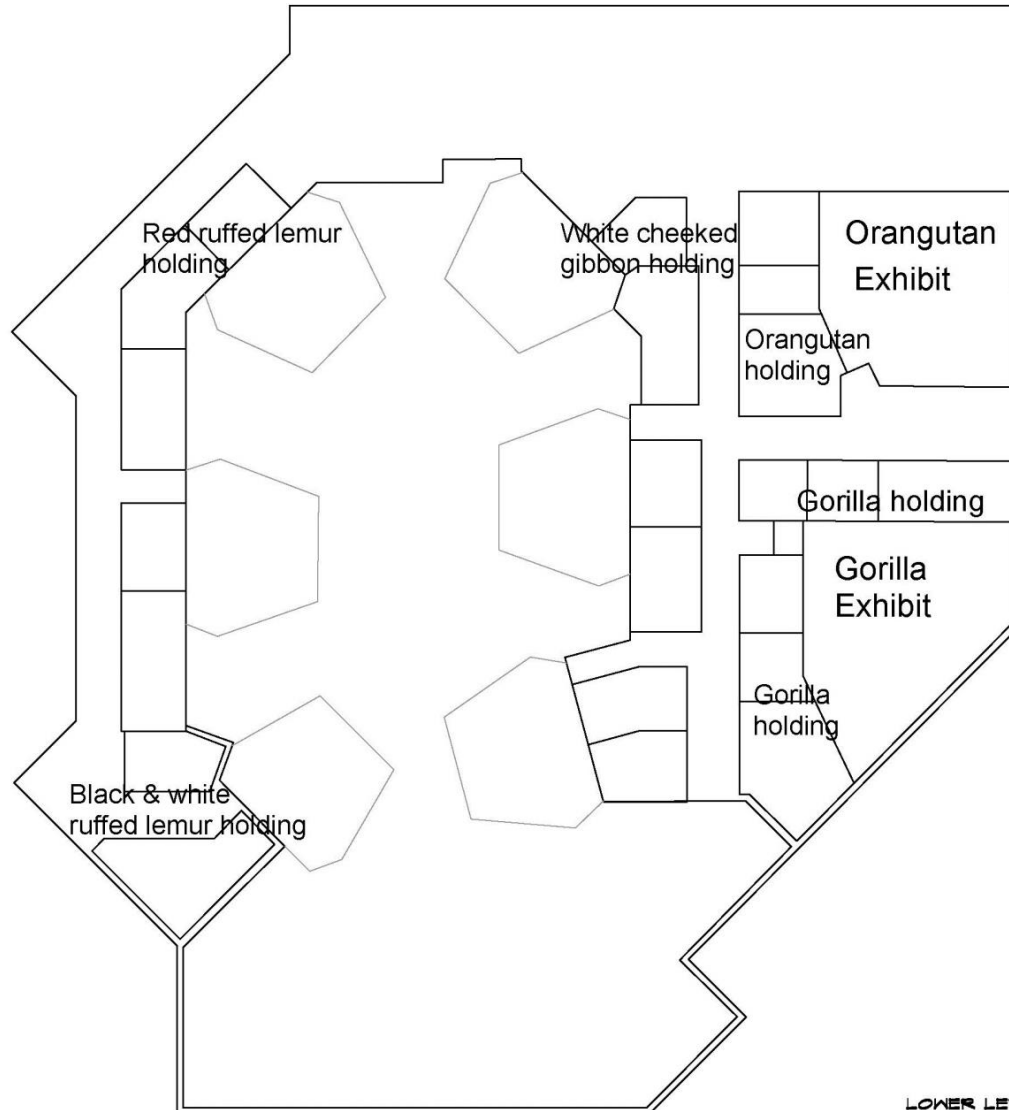 Red ruffed lemur
holding
White cheeked
gibbon holding
Orangutan
Exhibit
Orangutan
holding
Gorilla holding
Gorilla
Exhibit
Gorilla
holding
Black & white
ruffed lemur holding
LOWER LE